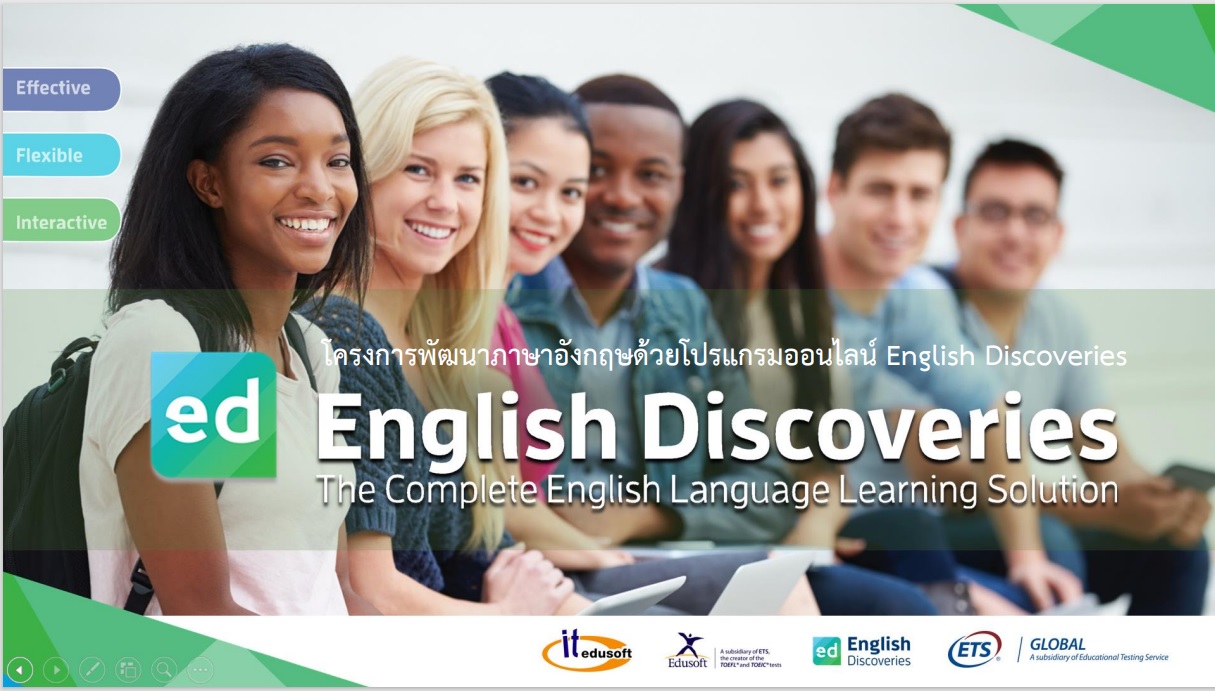 Effective
Flexible
Interactive
โครงการพัฒนาภาษาอังกฤษด้วยโปรแกรมออนไลน์ English Discoveries
ed
English Discoveries
The Complete English Language Learning Solution
it edusoft
Edusoft
A subsidiary of ETS,
the creator of the
TOEFL® and TOEIC® tests
ed
English
Discoveries
ETS®
GLOBAL
A subsidiary of Educational Testing Service